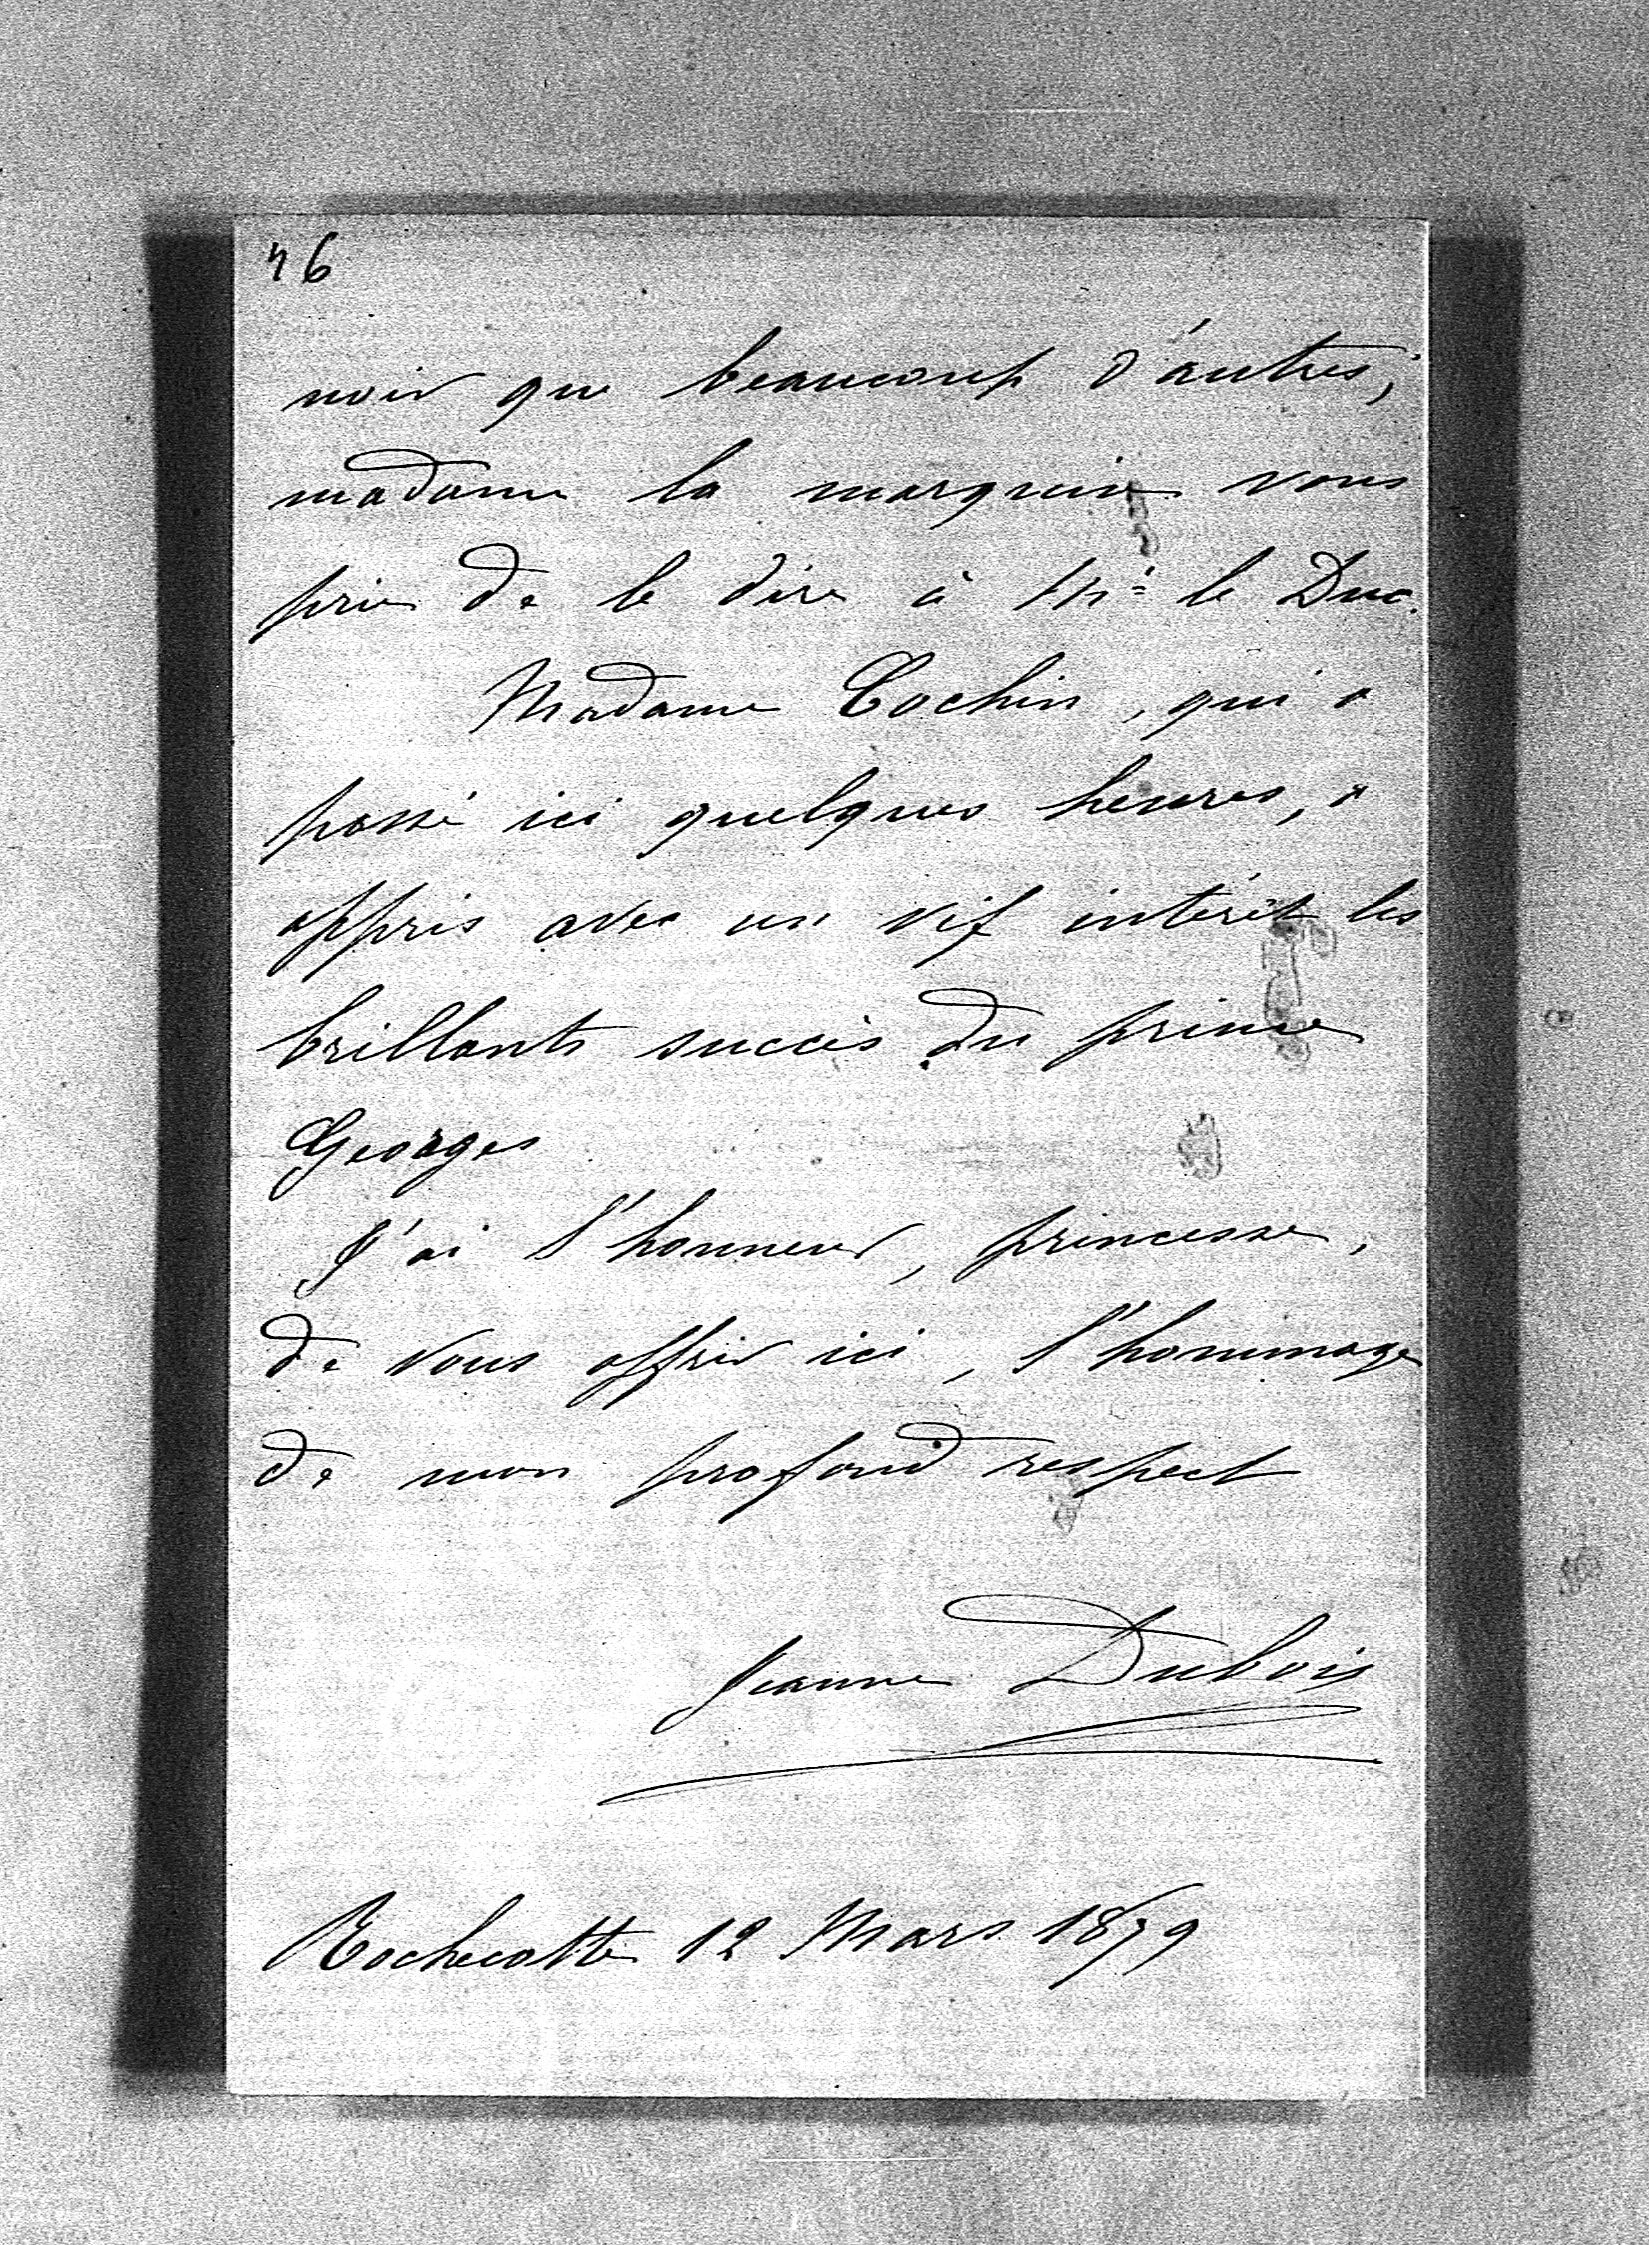 46
noir que beaucoup d'autres,
madame la marquise vous
prie de le dire à Mr le Duc.
Madame Cochin, qui a
passé ici quelques heures, a
appris avec un vif intérêt les
brillants succès du prince
Georges
J'ai l'honneur, princesse,
de vous offrir ici, l'hommage
de mon profond respect
Jeanne Dubois
Rochecotte 12 Mars 1879